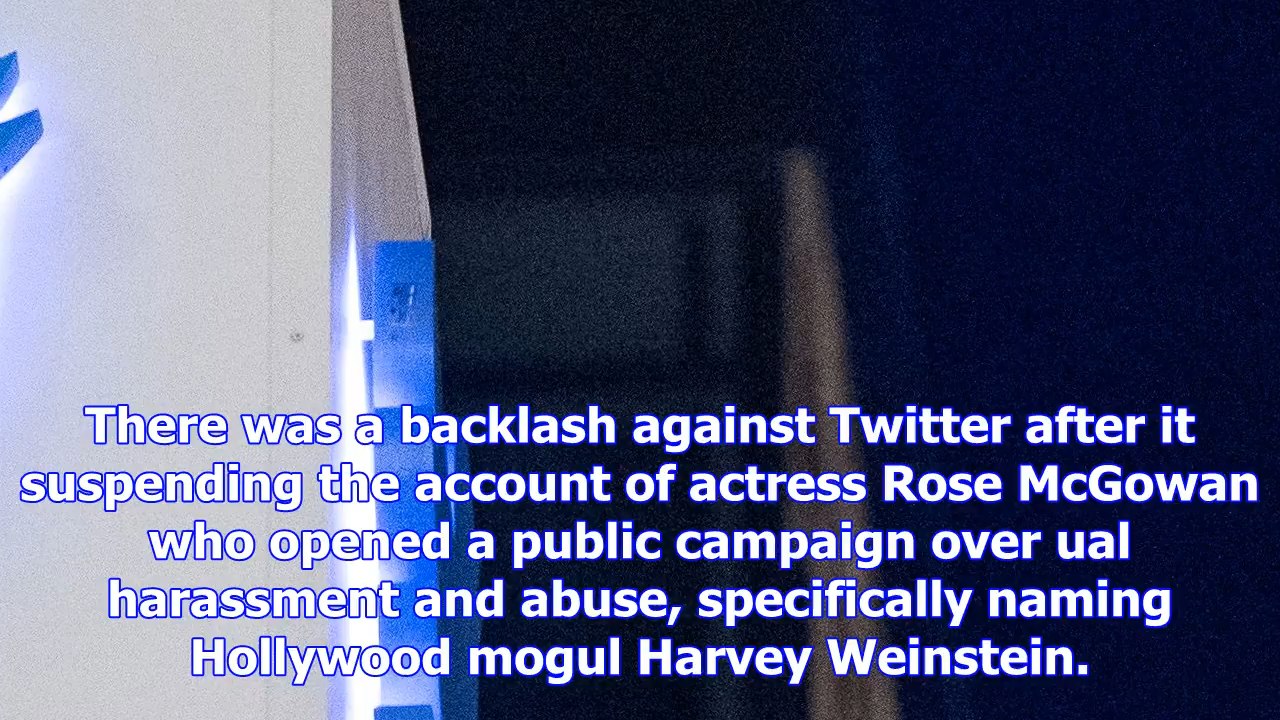 There was a backlash against Twitter after it
suspending the account of actress Rose McGowan
who opened a public campaign over ual
harassment and abuse, specifically naming
Hollywood mogul Harvey Weinstein.